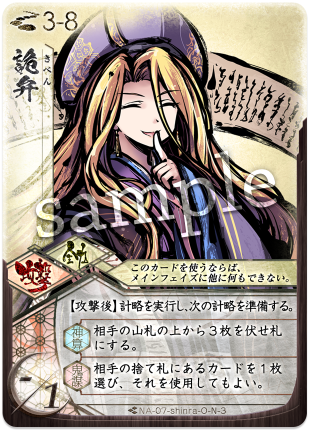 3-8
詭弁
きべん
sample
攻撃
全力
このカードを使うならば、
メインフェイズに他に何もできない。
【攻撃後】計略を実行し、次の計略を準備する。
神算
相手の山札の上から3枚を伏せ札
にする。
鬼謀
相手の捨て札にあるカードを1枚
選び、それを使用してもよい。
-/1
NA-07-shinra-O-N-3